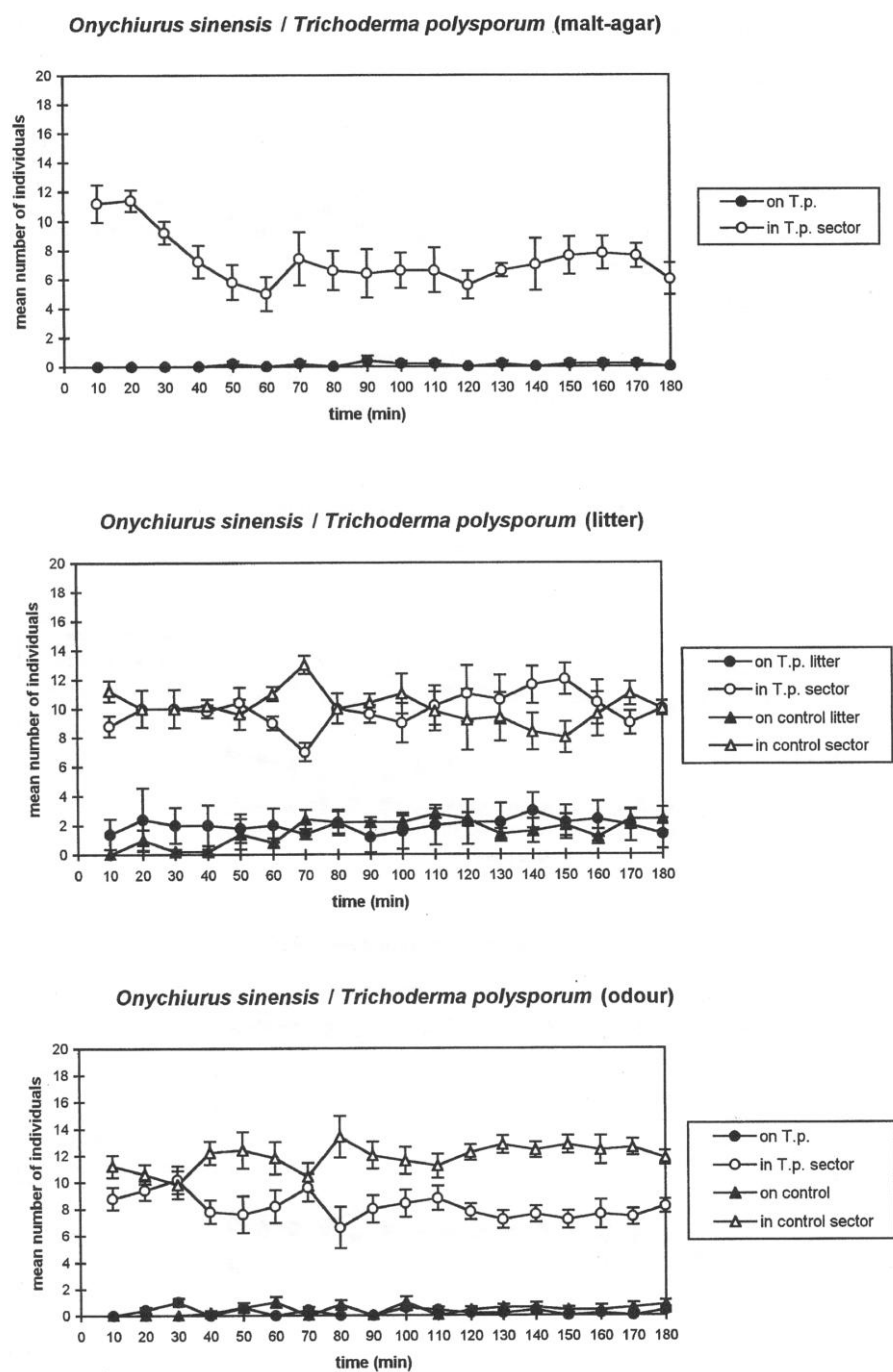 Onychiurus sinensis / Trichoderma polysporum (malt-agar)
mean number of individuals
20
18
16
14
12
10
8
6
4
2
0
0 10 20 30 40 50 60 70 80 90 100 110 120 130 140 150 160 170 180
time (min)
on T.p.
in T.p. sector
Onychiurus sinensis / Trichoderma polysporum (litter)
mean number of individuals
20
18
16
14
12
10
8
6
4
2
0
0 10 20 30 40 50 60 70 80 90 100 110 120 130 140 150 160 170 180
time (min)
on T.p. litter
in T.p. sector
on control litter
in control sector
Onychiurus sinensis / Trichoderma polysporum (odour)
mean number of individuals
20
18
16
14
12
10
8
6
4
2
0
0 10 20 30 40 50 60 70 80 90 100 110 120 130 140 150 160 170 180
time (min)
on T.p.
in T.p. sector
on control
in control sector